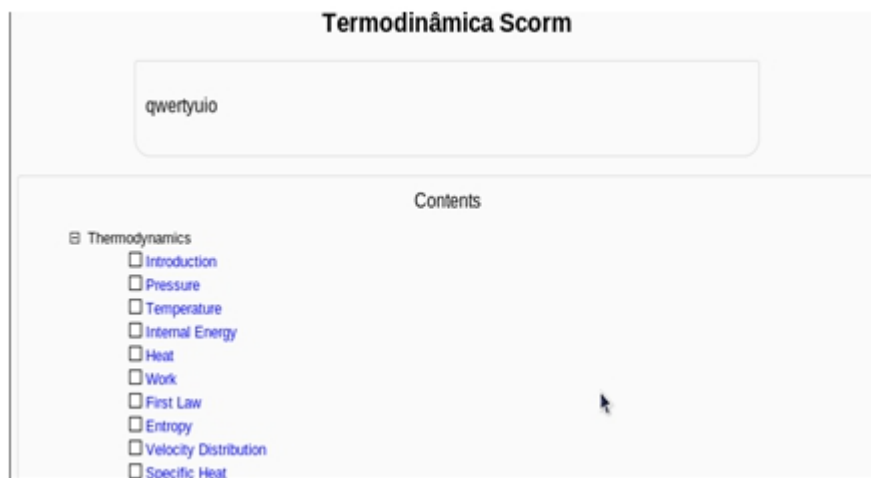 Termodinâmica Scorm
qwertyuio
Contents
Thermodynamics
Introduction
Pressure
Temperature
Internal Energy
Heat
Work
First Law
Entropy
Velocity Distribution
Specific Heat